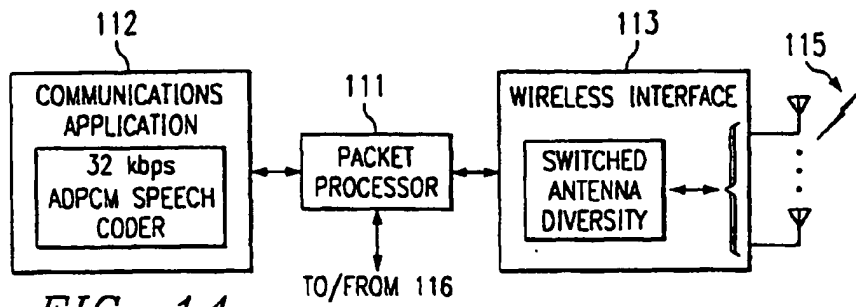 112
COMMUNICATIONS
APPLICATION
32 kbps
ADPCM SPEECH
CODER
111
PACKET
PROCESSOR
TO/FROM 116
113
WIRELESS INTERFACE
SWITCHED
ANTENNA
DIVERSITY
115